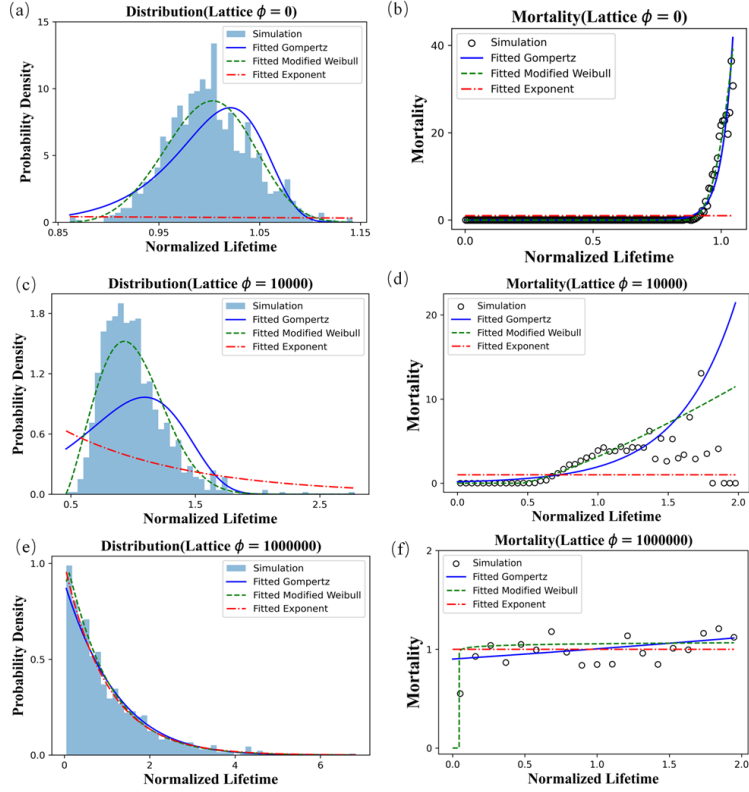 (a)
Distribution(Lattice ϕ = 0)
Probability Density
15
10
5
0
Simulation
Fitted Gompertz
Fitted Modified Weibull
Fitted Exponent
0.85
0.95
1.05
1.15
Normalized Lifetime
(b)
Mortality(Lattice ϕ = 0)
Mortality
40
20
0
Simulation
Fitted Gompertz
Fitted Modified Weibull
Fitted Exponent
0.0
0.5
1.0
Normalized Lifetime
(c)
Distribution(Lattice ϕ = 10000)
Probability Density
1.8
1.2
0.6
0.0
Simulation
Fitted Gompertz
Fitted Modified Weibull
Fitted Exponent
0.5
1.5
2.5
Normalized Lifetime
(d)
Mortality(Lattice ϕ = 10000)
Mortality
20
10
0
Simulation
Fitted Gompertz
Fitted Modified Weibull
Fitted Exponent
0.0
0.5
1.0
1.5
2.0
Normalized Lifetime
(e)
Distribution(Lattice ϕ = 1000000)
Probability Density
1.0
0.5
0.0
Simulation
Fitted Gompertz
Fitted Modified Weibull
Fitted Exponent
0
2
4
6
Normalized Lifetime
(f)
Mortality(Lattice ϕ = 1000000)
Mortality
2
1
0
Simulation
Fitted Gompertz
Fitted Modified Weibull
Fitted Exponent
0.0
0.5
1.0
1.5
2.0
Normalized Lifetime